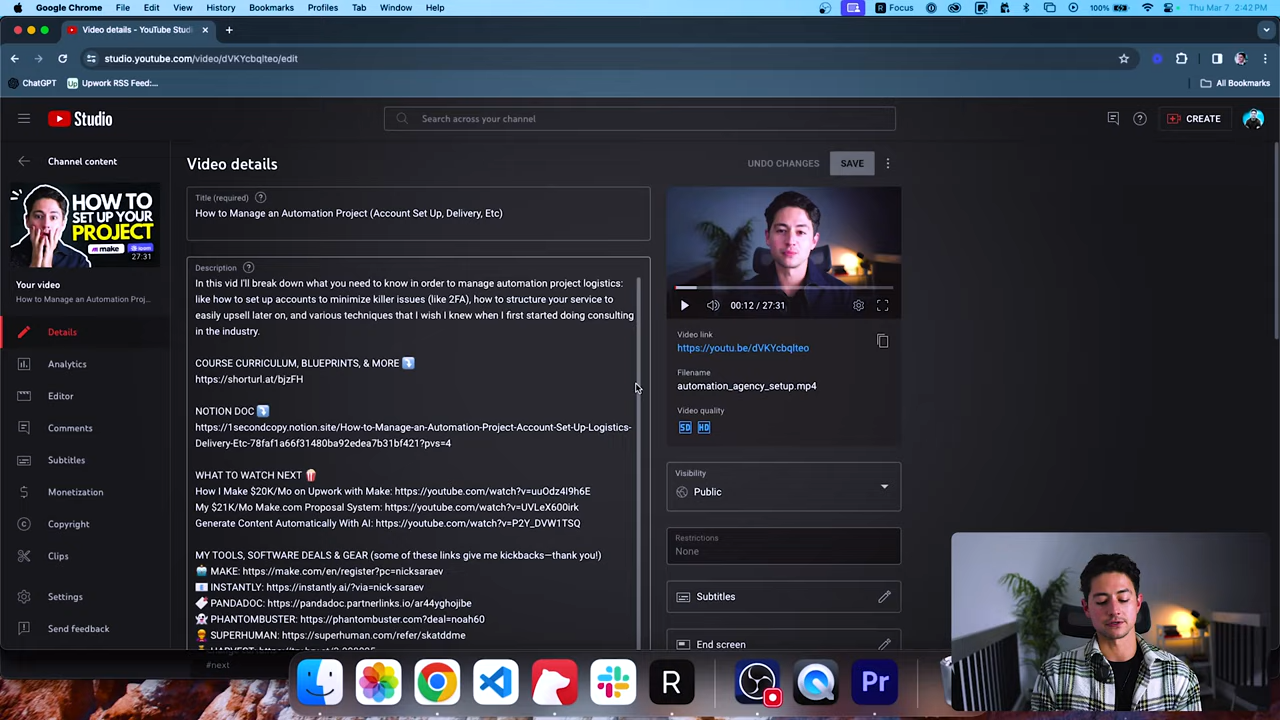 Google Chrome File Edit View History Bookmarks Profiles Tab Window Help
Focus 100% Thu Mar 7 2:42 PM
Video details - YouTube Studi
studio.youtube.com/video/dVKYcbqIteo/edit
ChatGPT Upwork RSS Feed:...
All Bookmarks
Studio
Search across your channel
CREATE
Channel content
Video details
UNDO CHANGES
SAVE
HOW TO
SET UP YOUR
PROJECT
make
27:31
Your video
How to Manage an Automation Proj...
Details
Analytics
Editor
Comments
Subtitles
Monetization
Copyright
Clips
Settings
Send feedback
Title (required)
How to Manage an Automation Project (Account Set Up, Delivery, Etc)
Description
In this vid I'll break down what you need to know in order to manage automation project logistics:
like how to set up accounts to minimize killer issues (like 2FA), how to structure your service to
easily upsell later on, and various techniques that I wish I knew when I first started doing consulting
in the industry.
COURSE CURRICULUM, BLUEPRINTS, & MORE ⤵️
https://shorturl.at/bjzFH
NOTION DOC ⤵️
https://1secondcopy.notion.site/How-to-Manage-an-Automation-Project-Account-Set-Up-Logistics-
Delivery-Etc-78faf1a66f31480ba92edea7b31bf421?pvs=4
WHAT TO WATCH NEXT 🍿
How I Make $20K/Mo on Upwork with Make: https://youtube.com/watch?v=uuOdz4I9h6E
My $21K/Mo Make.com Proposal System: https://youtube.com/watch?v=UVLeX600irk
Generate Content Automatically With AI: https://youtube.com/watch?v=P2Y_DVW1TSQ
MY TOOLS, SOFTWARE DEALS & GEAR (some of these links give me kickbacks—thank you!)
🤖 MAKE: https://make.com/en/register?pc=nicksaraev
📧 INSTANTLY: https://instantly.ai/?via=nick-saraev
🏷️ PANDADOC: https://pandadoc.partnerlinks.io/ar44yghojibe
👻 PHANTOMBUSTER: https://phantombuster.com?deal=noah60
🦸 SUPERHUMAN: https://superhuman.com/refer/skatddme
#next
00:12 / 27:31
Video link
https://youtu.be/dVKYcbqIteo
Filename
automation_agency_setup.mp4
Video quality
SD HD
Visibility
Public
Restrictions
None
Subtitles
End screen
R
Pr